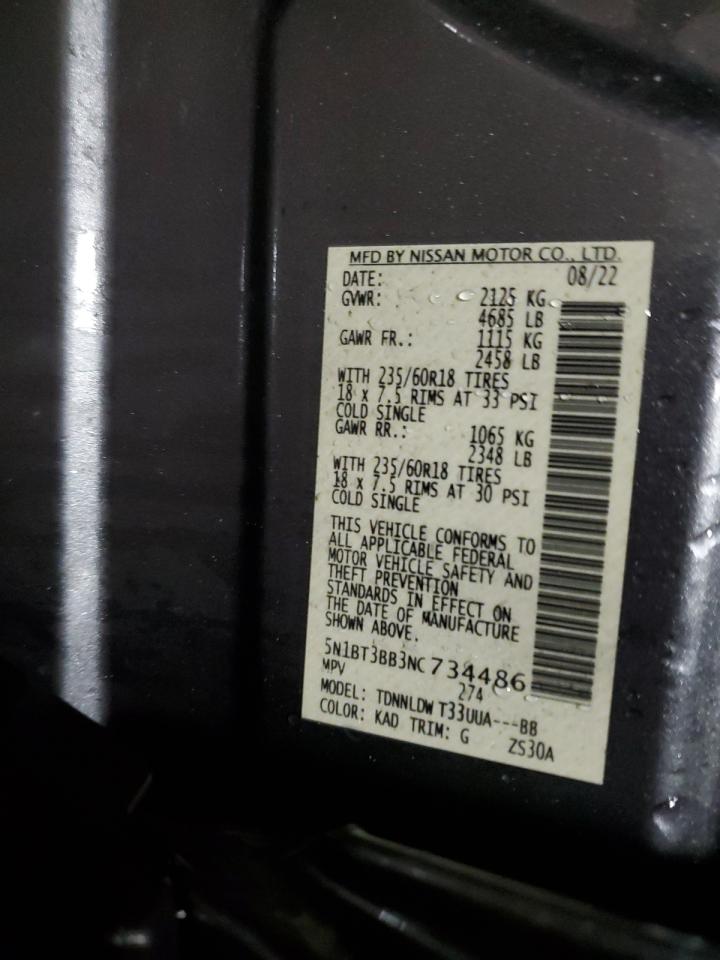 MFD BY NISSAN MOTOR CO., LTD.
DATE: 08/22
GVWR: 2125 KG
4685 LB
GAWR FR.: 1115 KG
2458 LB
WITH 235/60R18 TIRES
18 x 7.5 RIMS AT 33 PSI
COLD SINGLE
GAWR RR.: 1065 KG
2348 LB
WITH 235/60R18 TIRES
18 x 7.5 RIMS AT 30 PSI
COLD SINGLE
THIS VEHICLE CONFORMS TO
ALL APPLICABLE FEDERAL
MOTOR VEHICLE SAFETY AND
THEFT PREVENTION
STANDARDS IN EFFECT ON
THE DATE OF MANUFACTURE
SHOWN ABOVE.
5N1BT3BB3NC 734486
MPV 274
MODEL: TDNNLDW T33UUA---BB
COLOR: KAD TRIM: G ZS30A